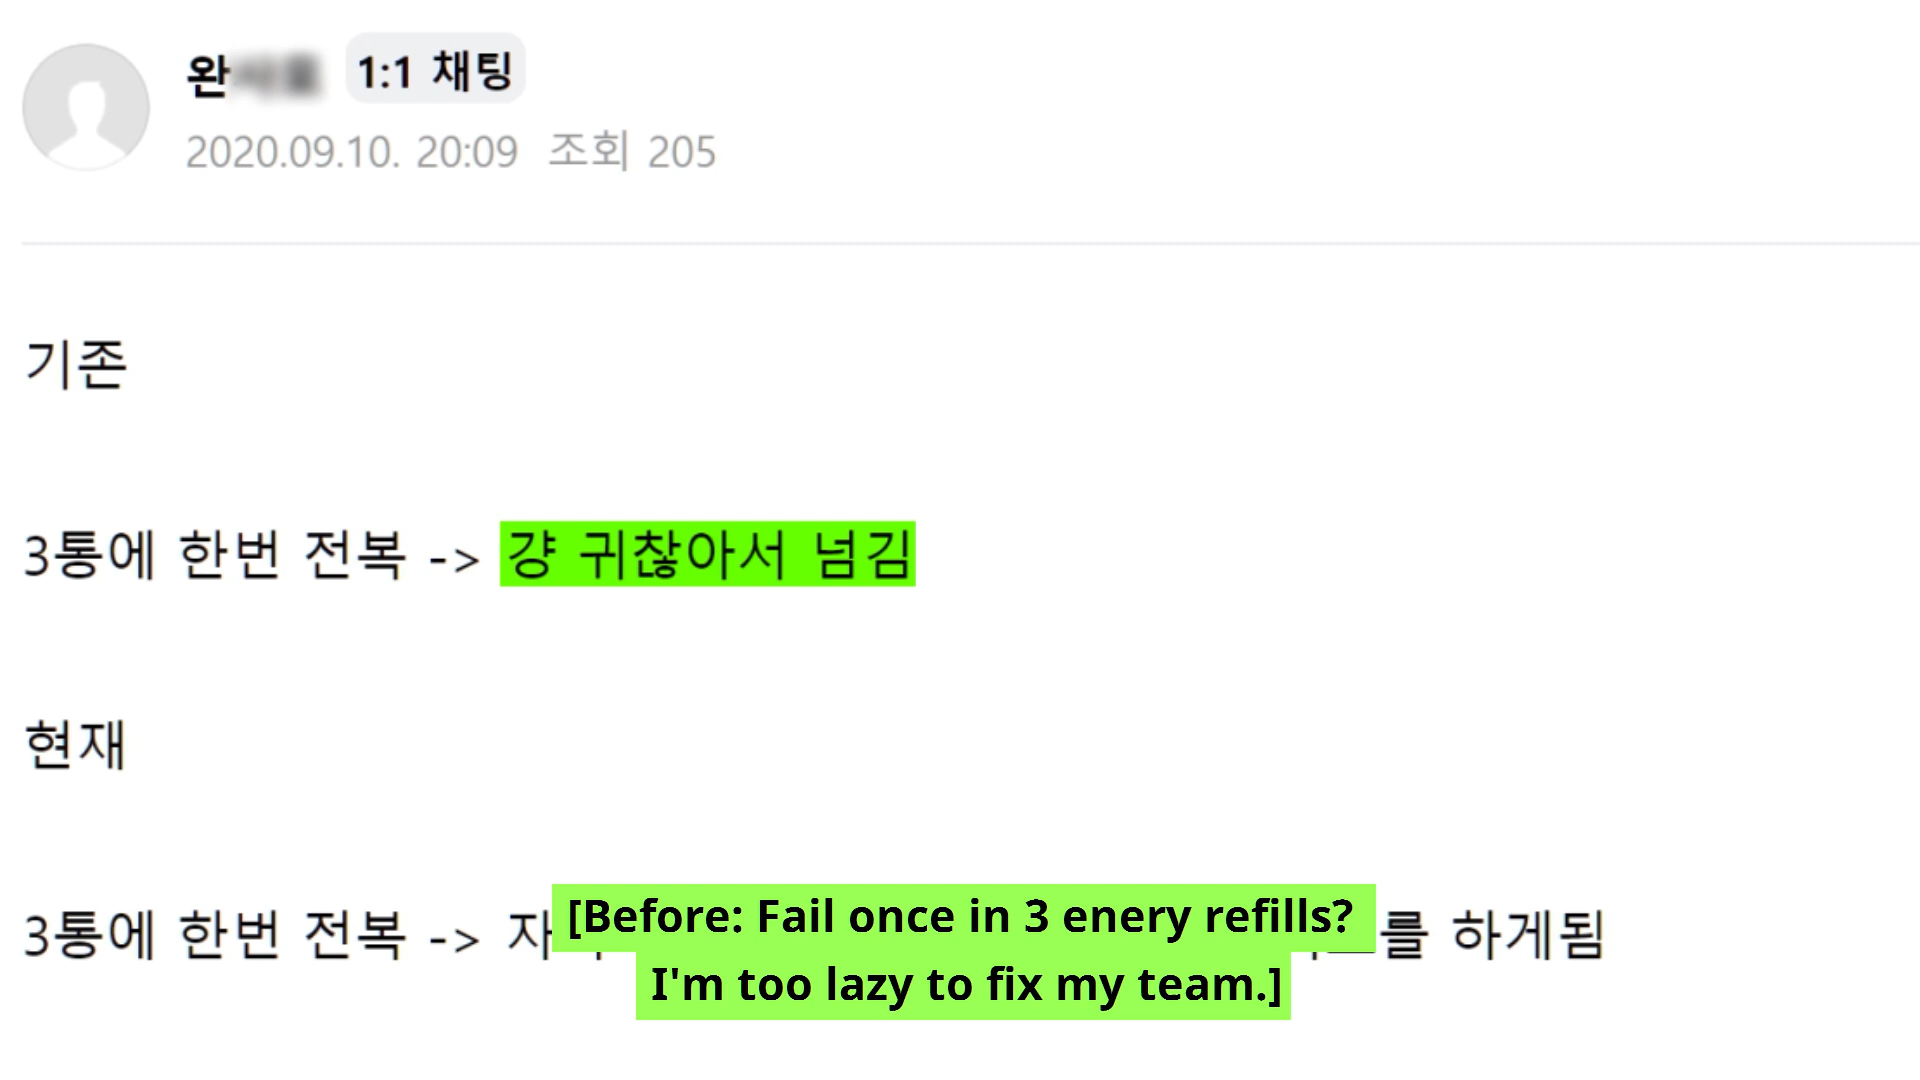 완 1:1 채팅
2020.09.10. 20:09 조회 205
기존
3통에 한번 전복 -> 걍 귀찮아서 넘김
현재
3통에 한번 전복 -> 를 하게됨
[Before: Fail once in 3 enery refills?
I'm too lazy to fix my team.]